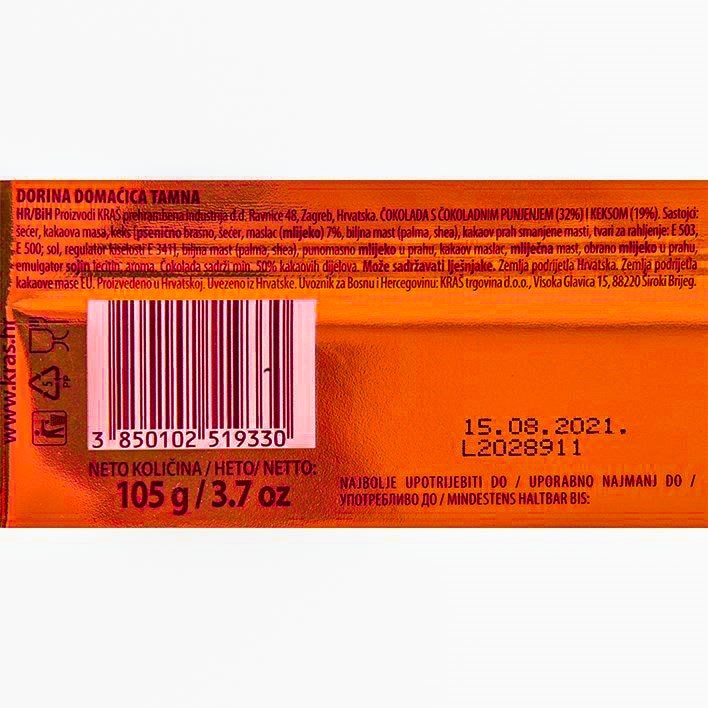 DORINA DOMAĆICA TAMNA
HR/BiH Proizvodi KRAŠ prehrambena industrija d.d. Ravnice 48, Zagreb, Hrvatska. ČOKOLADA S ČOKOLADNIM PUNJENJEM (32%) I KEKSOM (19%). Sastojci:
šećer, kakaova masa, keks (pšenično brašno, šećer, maslac (mlijeko) 7%, biljna mast (palma, shea), kakaov prah smanjene masti, tvari za rahljenje: E 503,
E 500; sol, regulator kiselosti E 341), biljna mast (palma, shea), punomasno mlijeko u prahu, kakaov maslac, mliječna mast, obrano mlijeko u prahu,
emulgator sojin lecitin, aroma. Čokolada sadrži min. 50% kakaovih dijelova. Može sadržavati lješnjake. Zemlja podrijetla Hrvatska. Zemlja podrijetla
kakaove mase EU. Proizvedeno u Hrvatskoj. Uvezeno iz Hrvatske. Uvoznik za Bosnu i Hercegovinu: KRAŠ trgovina d.o.o., Visoka Glavica 15, 88220 Široki Brijeg.
www.kras.hr
5
PP
3 850102 519330
NETO KOLIČINA / НЕТО/ NETTO:
105 g / 3.7 oz
15.08.2021.
L2028911
NAJBOLJE UPOTRIJEBITI DO / UPORABNO NAJMANJ DO /
УПОТРЕБЉИВО ДО / MINDESTENS HALTBAR BIS: